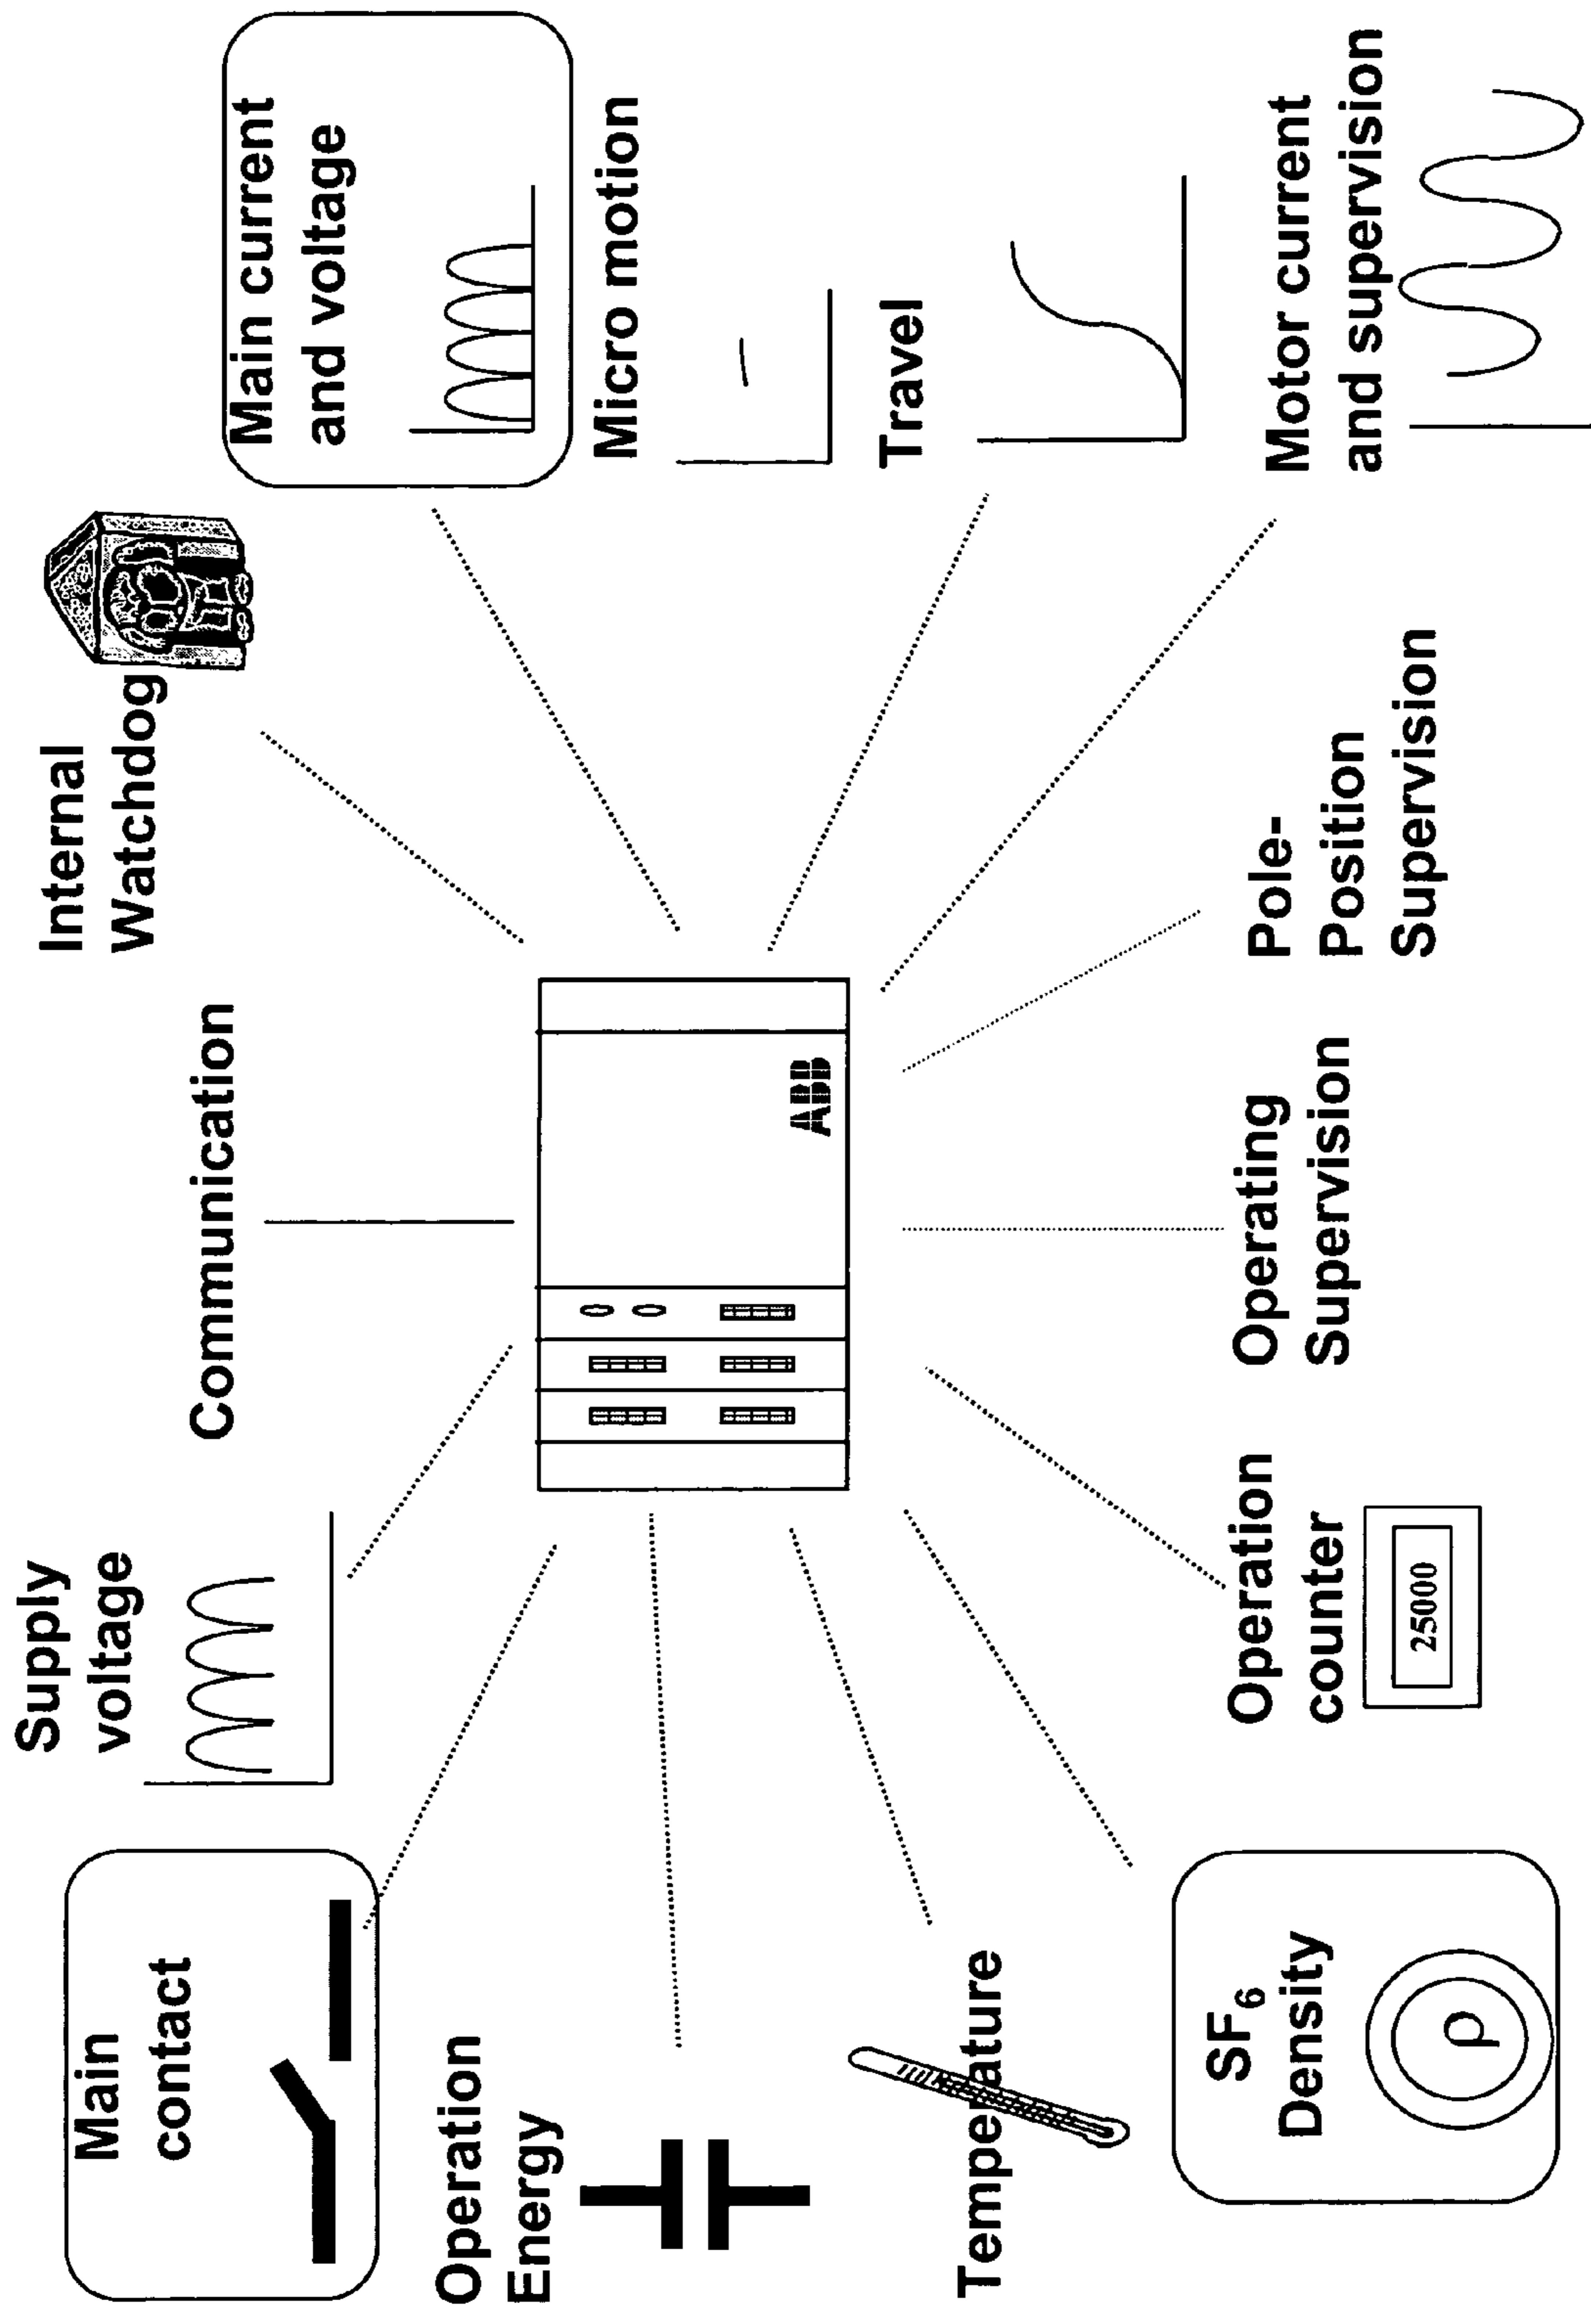 Main
contact
Supply
voltage
Communication
Internal
Watchdog
Main current
and voltage
Operation
Energy
Micro motion
ABB
Temperature
Travel
SF6
Density
ρ
Operation
counter
25000
Operating
Supervision
Pole-
Position
Supervision
Motor current
and supervision